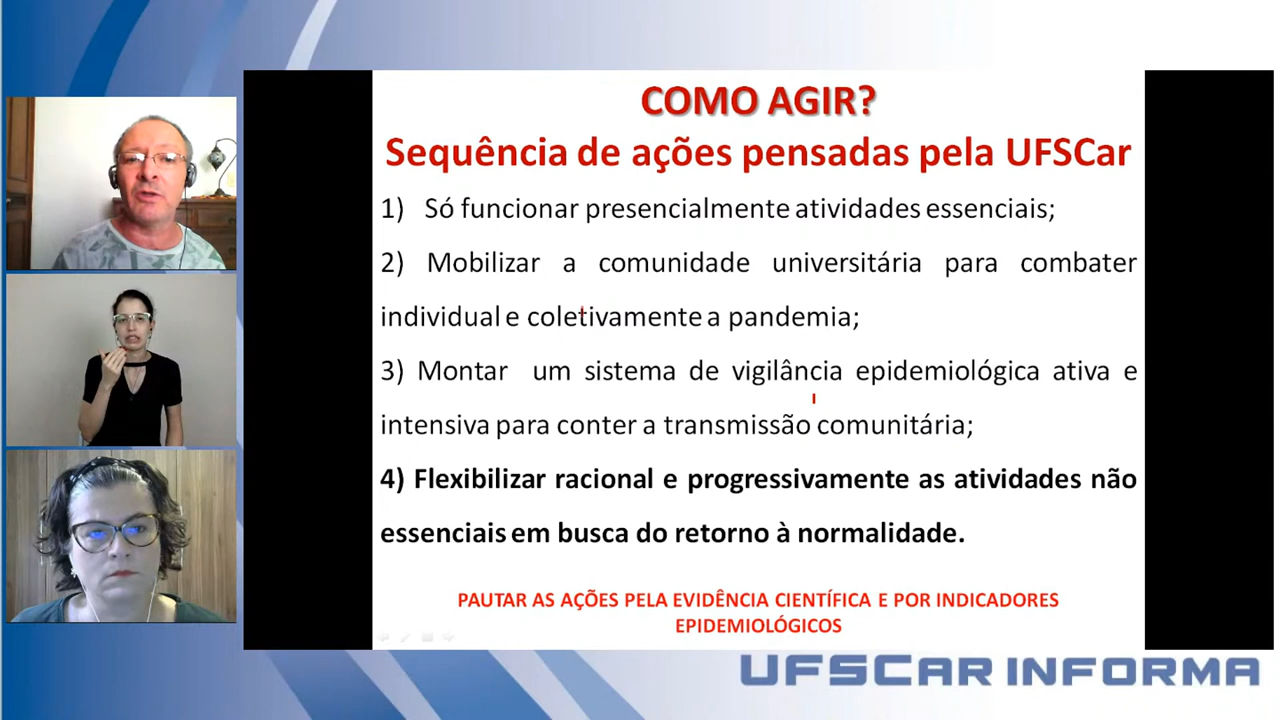 COMO AGIR?
Sequência de ações pensadas pela UFSCar
1) Só funcionar presencialmente atividades essenciais;
2) Mobilizar a comunidade universitária para combater
individual e coletivamente a pandemia;
3) Montar um sistema de vigilância epidemiológica ativa e
intensiva para conter a transmissão comunitária;
4) Flexibilizar racional e progressivamente as atividades não
essenciais em busca do retorno à normalidade.
PAUTAR AS AÇÕES PELA EVIDÊNCIA CIENTÍFICA E POR INDICADORES
EPIDEMIOLÓGICOS
UFSCAR INFORMA